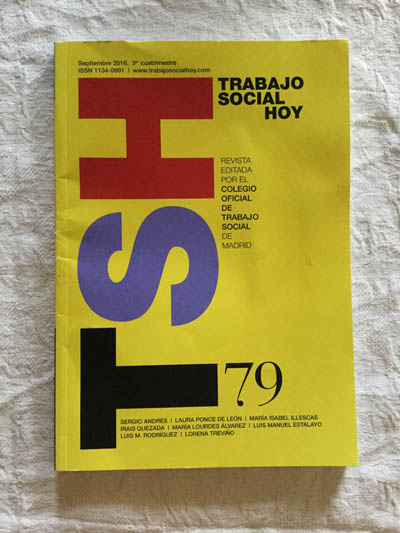 Septiembre 2016, 3er cuatrimestre
ISSN 1134-0991 | www.trabajosocialhoy.com
TRABAJO
SOCIAL
HOY
REVISTA
EDITADA
POR EL
COLEGIO
OFICIAL
DE
TRABAJO
SOCIAL
DE
MADRID
TSH
79
SERGIO ANDRÉS | LAURA PONCE DE LEÓN | MARÍA ISABEL ILLESCAS
IRAIS QUEZADA | MARÍA LOURDES ÁLVAREZ | LUIS MANUEL ESTALAYO
LUIS M. RODRÍGUEZ | LORENA TREVIÑO